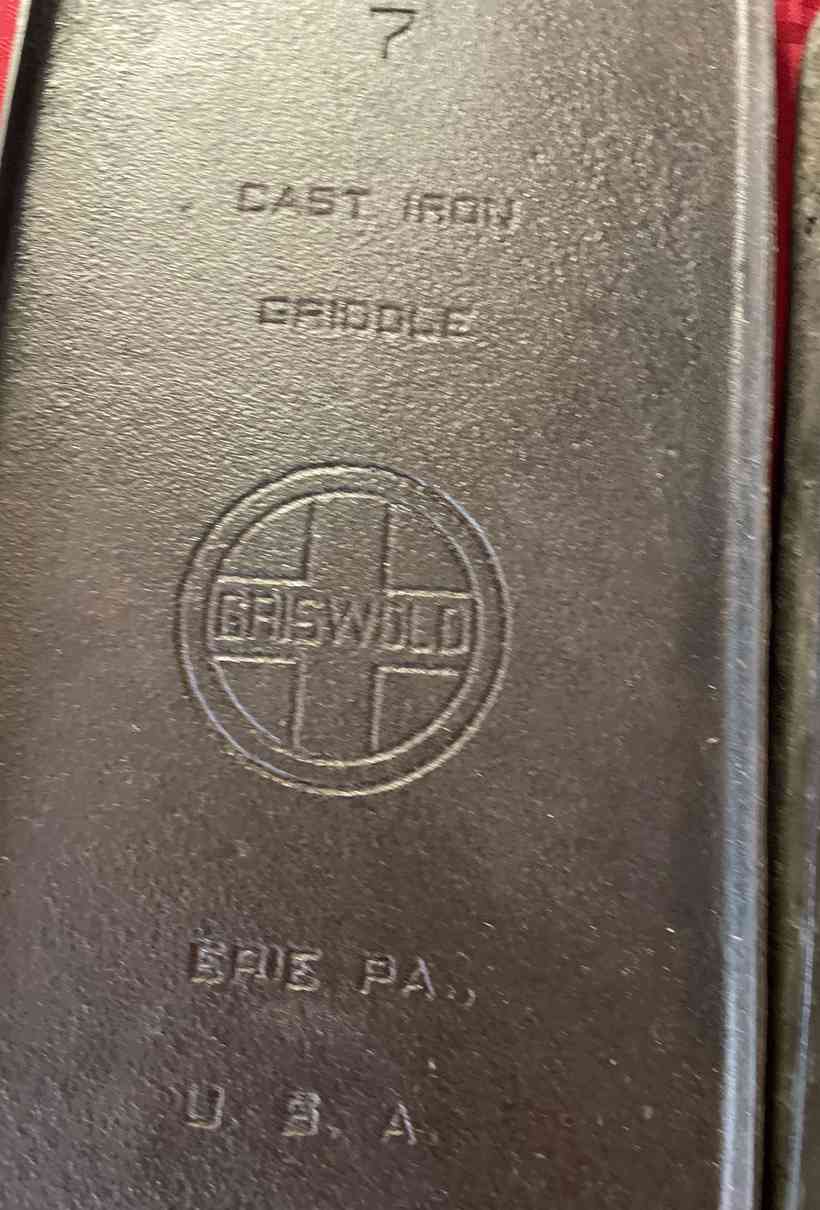 7
CAST IRON
GRIDDLE
GRISWOLD
ERIE PA.,
U. S. A.